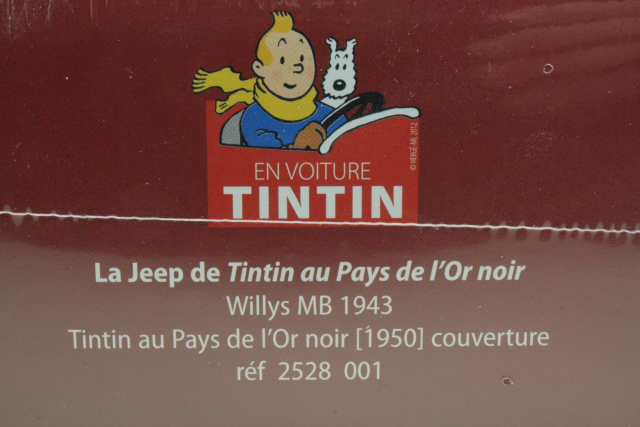 © HERGÉ-ML 2012
EN VOITURE
TINTIN
La Jeep de Tintin au Pays de l'Or noir
Willys MB 1943
Tintin au Pays de l'Or noir [1950] couverture
réf 2528 001